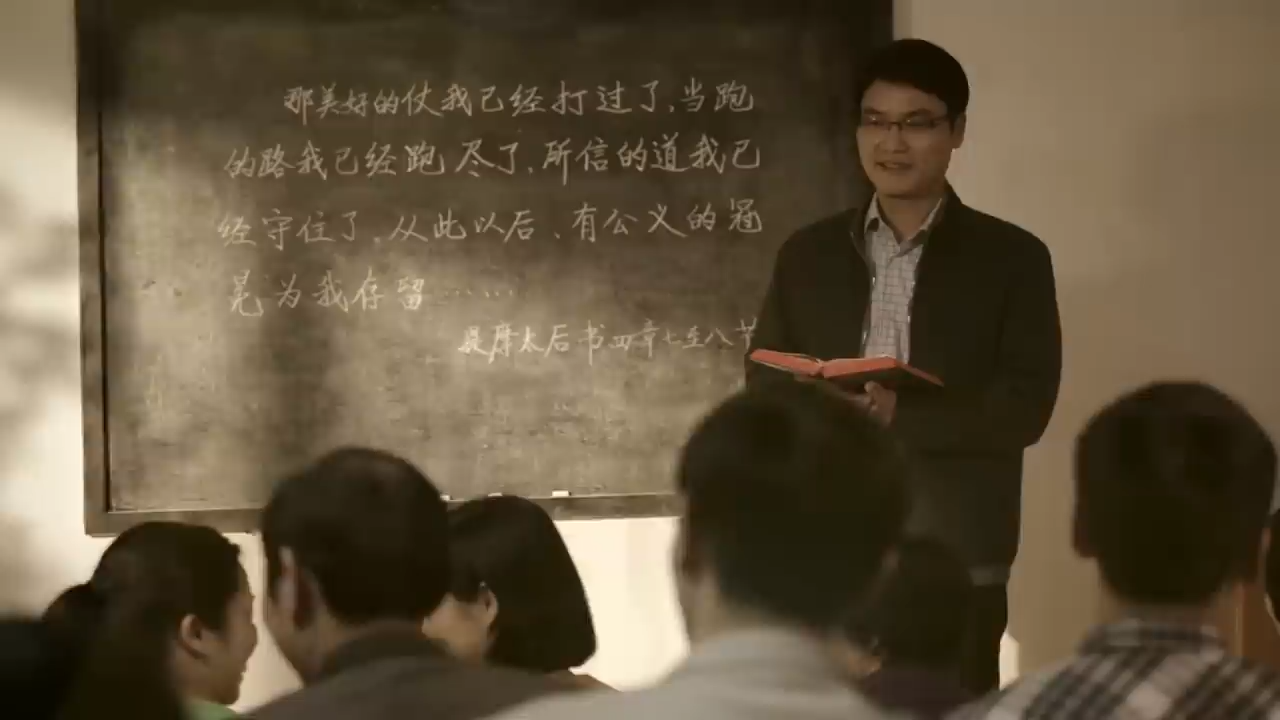 那美好的仗我已经打过了,当跑
的路我已经跑尽了,所信的道我已
经守住了,从此以后、有公义的冠
冕为我存留……
提摩太后书四章七至八节